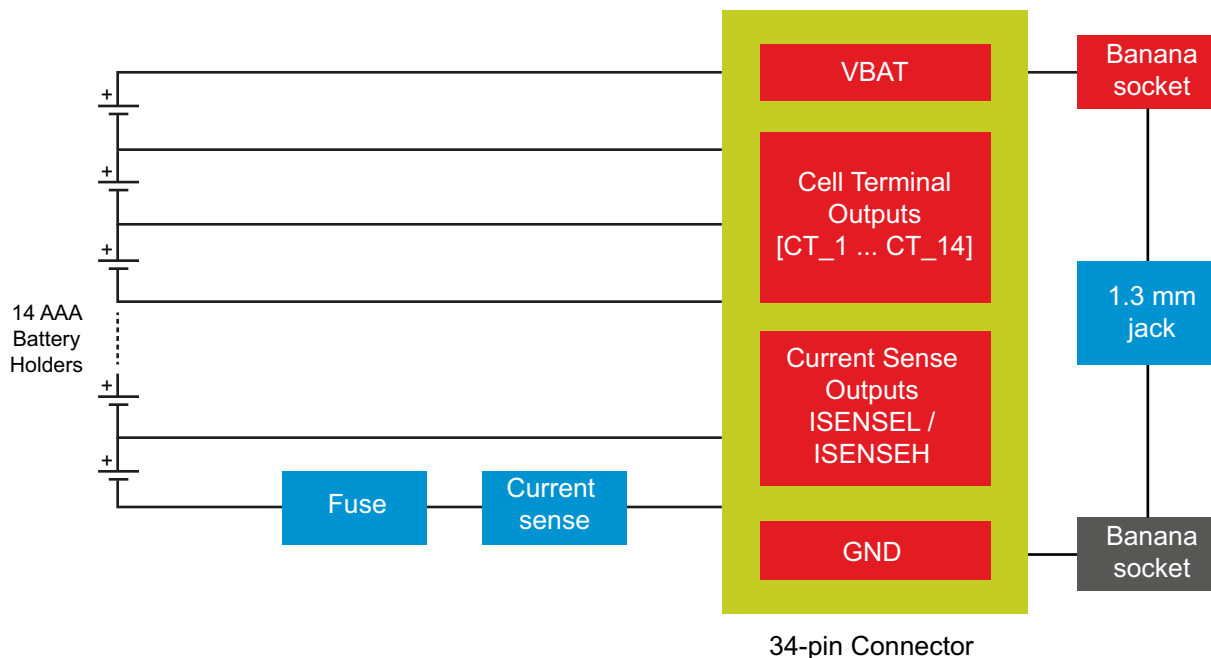 VBAT
Banana
socket
+
+
+
Cell Terminal
Outputs
[CT_1 ... CT_14]
14 AAA
Battery
Holders
1.3 mm
jack
+
+
Current Sense
Outputs
ISENSEL /
ISENSEH
Fuse
Current
sense
GND
Banana
socket
34-pin Connector